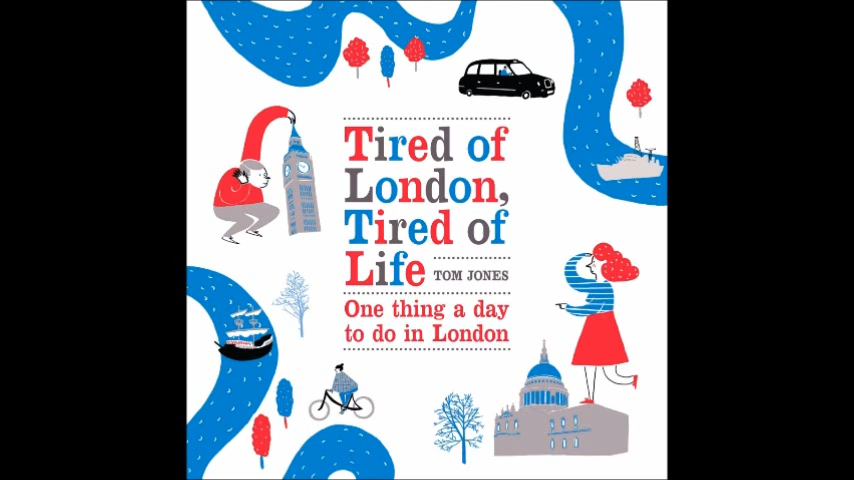 Tired of
London,
Tired of
Life TOM JONES
One thing a day
to do in London